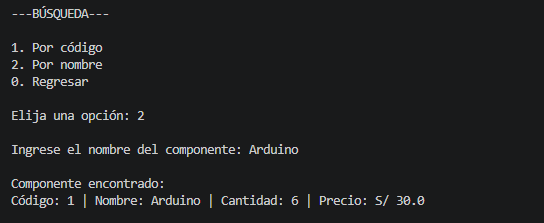 ---BÚSQUEDA---
1. Por código
2. Por nombre
0. Regresar
Elija una opción: 2
Ingrese el nombre del componente: Arduino
Componente encontrado:
Código: 1 | Nombre: Arduino | Cantidad: 6 | Precio: S/ 30.0